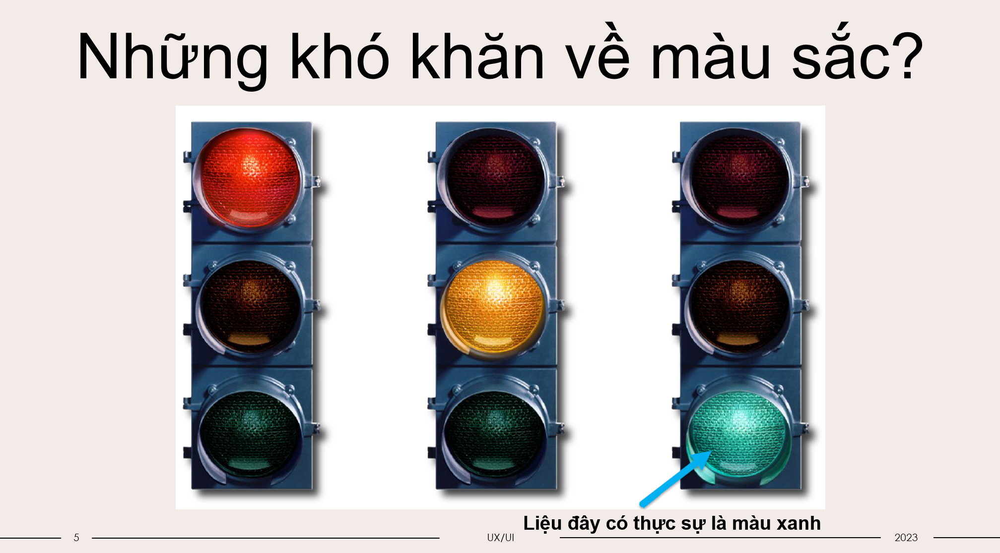 Những khó khăn về màu sắc?
Liệu đây có thực sự là màu xanh
5
UX/UI
2023